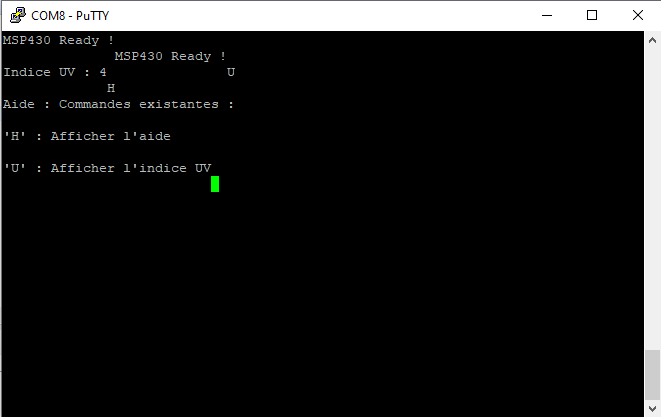 COM8 - PuTTY
MSP430 Ready !
MSP430 Ready !
Indice UV : 4 U
H
Aide : Commandes existantes :
'H' : Afficher l'aide
'U' : Afficher l'indice UV